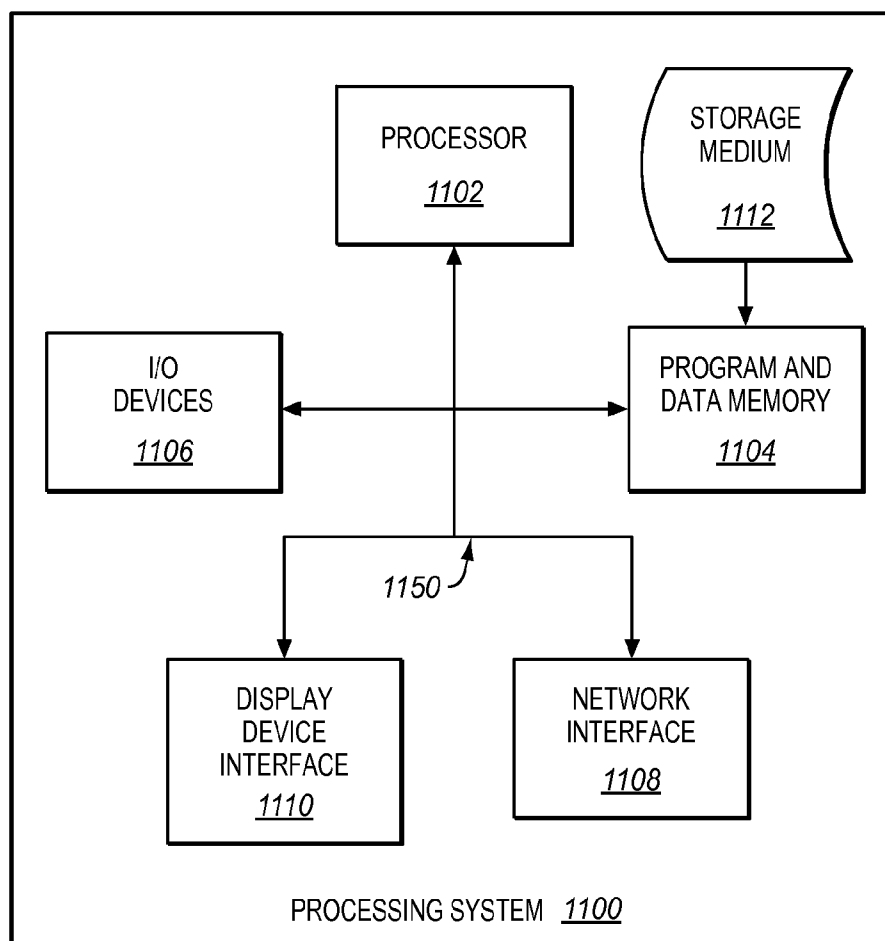 PROCESSOR
1102
STORAGE
MEDIUM
1112
I/O
DEVICES
1106
PROGRAM AND
DATA MEMORY
1104
1150
DISPLAY
DEVICE
INTERFACE
1110
NETWORK
INTERFACE
1108
PROCESSING SYSTEM 1100